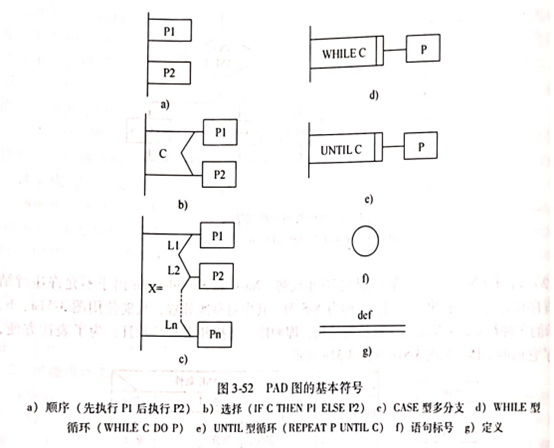 P1
P2
a)
C
P1
P2
b)
X=
L1
L2
Ln
P1
P2
Pn
c)
WHILE C
P
d)
UNTIL C
P
e)
f)
def
g)
图 3-52 PAD 图的基本符号
a) 顺序(先执行 P1 后执行 P2) b) 选择(IF C THEN P1 ELSE P2) c) CASE 型多分支 d) WHILE 型
循环(WHILE C DO P) e) UNTIL 型循环(REPEAT P UNTIL C) f) 语句标号 g) 定义